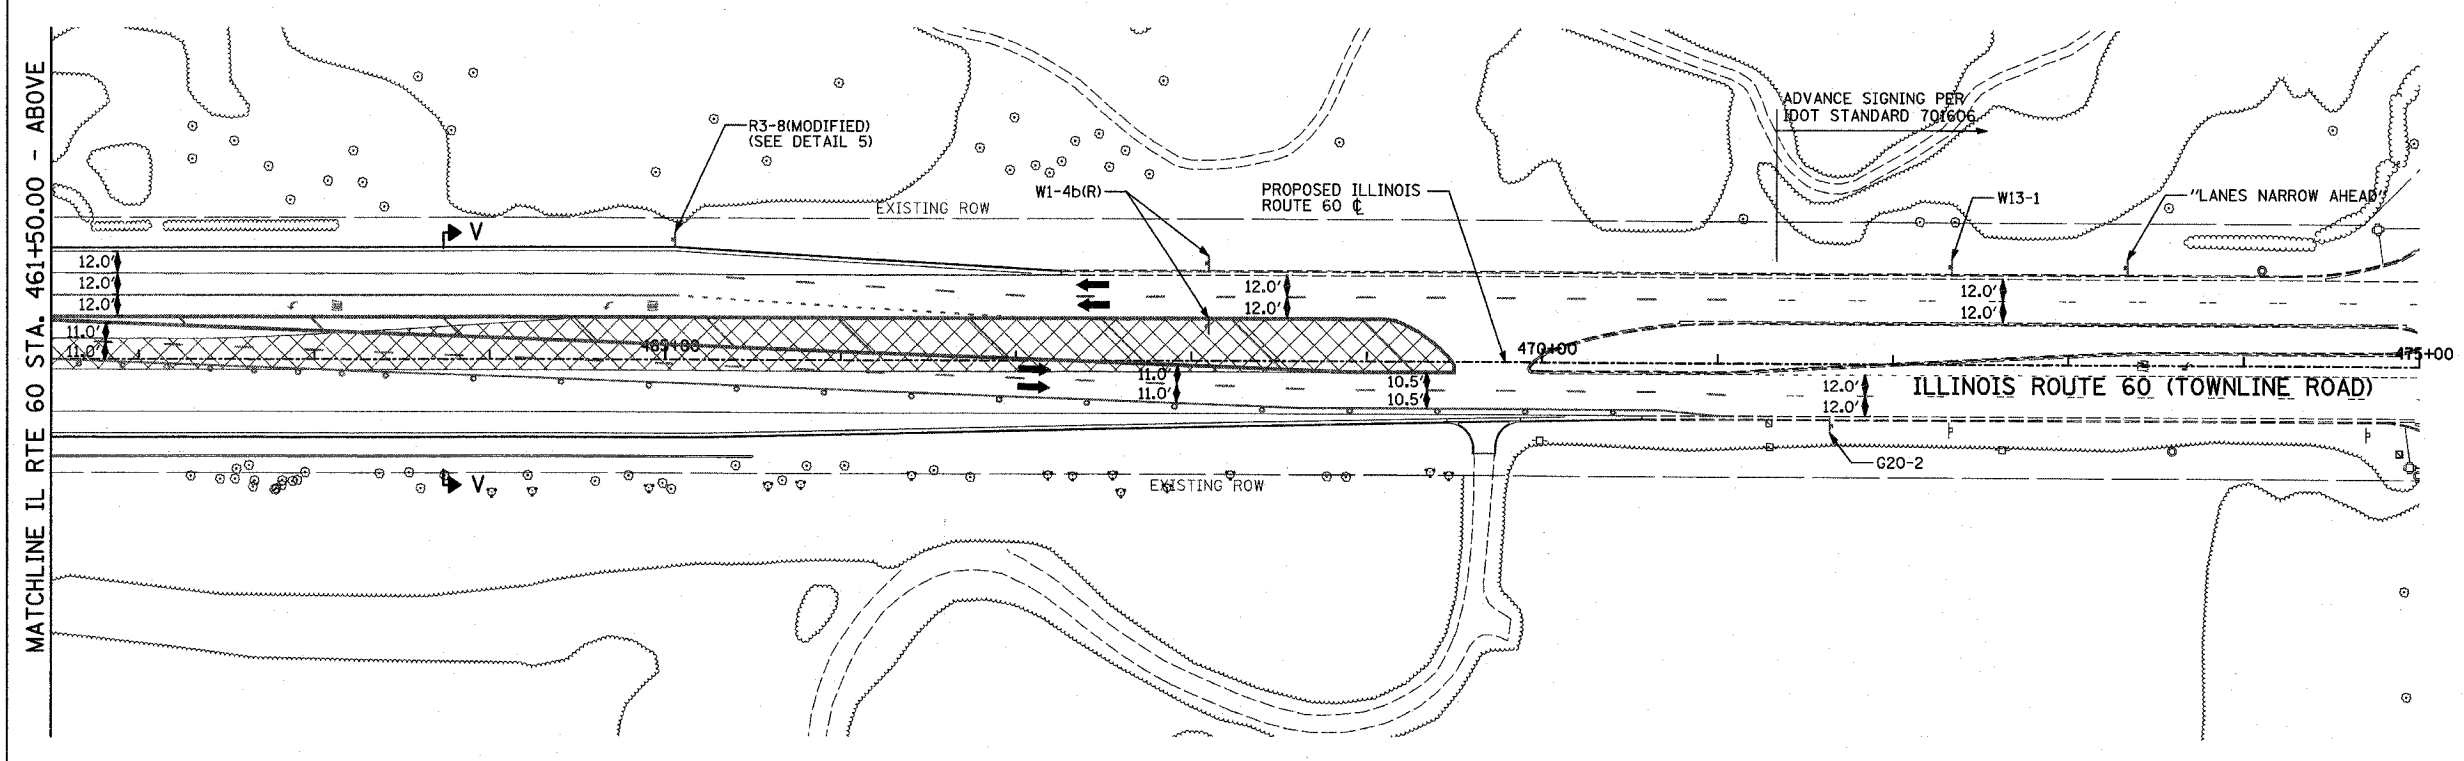 MATCHLINE IL RTE 60 STA. 461+50.00 - ABOVE
R3-8(MODIFIED)
(SEE DETAIL 5)
ADVANCE SIGNING PER
IDOT STANDARD 701606
W1-4b(R)
PROPOSED ILLINOIS
ROUTE 60 ℄
W13-1
"LANES NARROW AHEAD"
EXISTING ROW
V
12.0'
12.0'
12.0'
12.0'
12.0'
12.0'
12.0'
11.0'
11.0'
465+00
470+00
475+00
11.0'
11.0'
10.5'
10.5'
12.0'
12.0'
ILLINOIS ROUTE 60 (TOWNLINE ROAD)
G20-2
V
EXISTING ROW